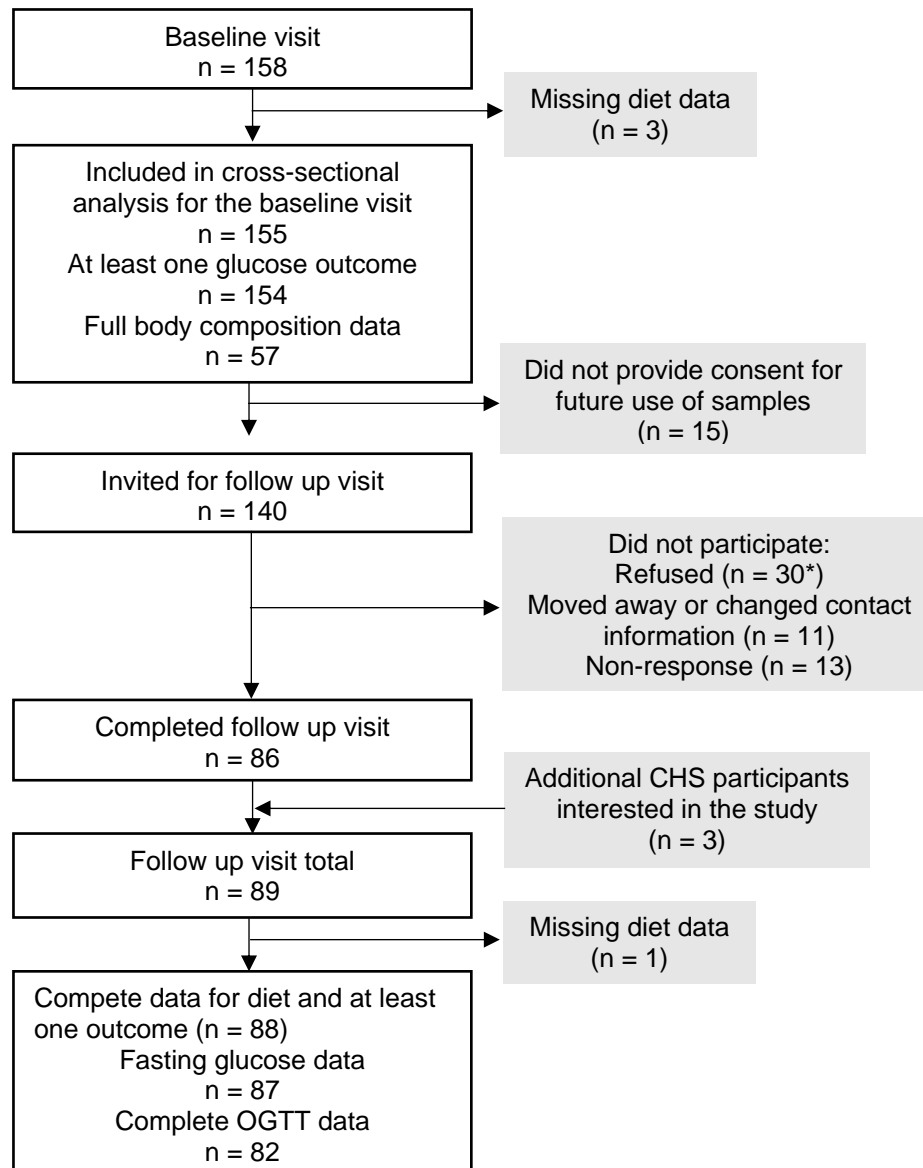 Baseline visit
n = 158
Missing diet data
(n = 3)
Included in cross-sectional
analysis for the baseline visit
n = 155
At least one glucose outcome
n = 154
Full body composition data
n = 57
Did not provide consent for
future use of samples
(n = 15)
Invited for follow up visit
n = 140
Did not participate:
Refused (n = 30*)
Moved away or changed contact
information (n = 11)
Non-response (n = 13)
Completed follow up visit
n = 86
Additional CHS participants
interested in the study
(n = 3)
Follow up visit total
n = 89
Missing diet data
(n = 1)
Compete data for diet and at least
one outcome (n = 88)
Fasting glucose data
n = 87
Complete OGTT data
n = 82